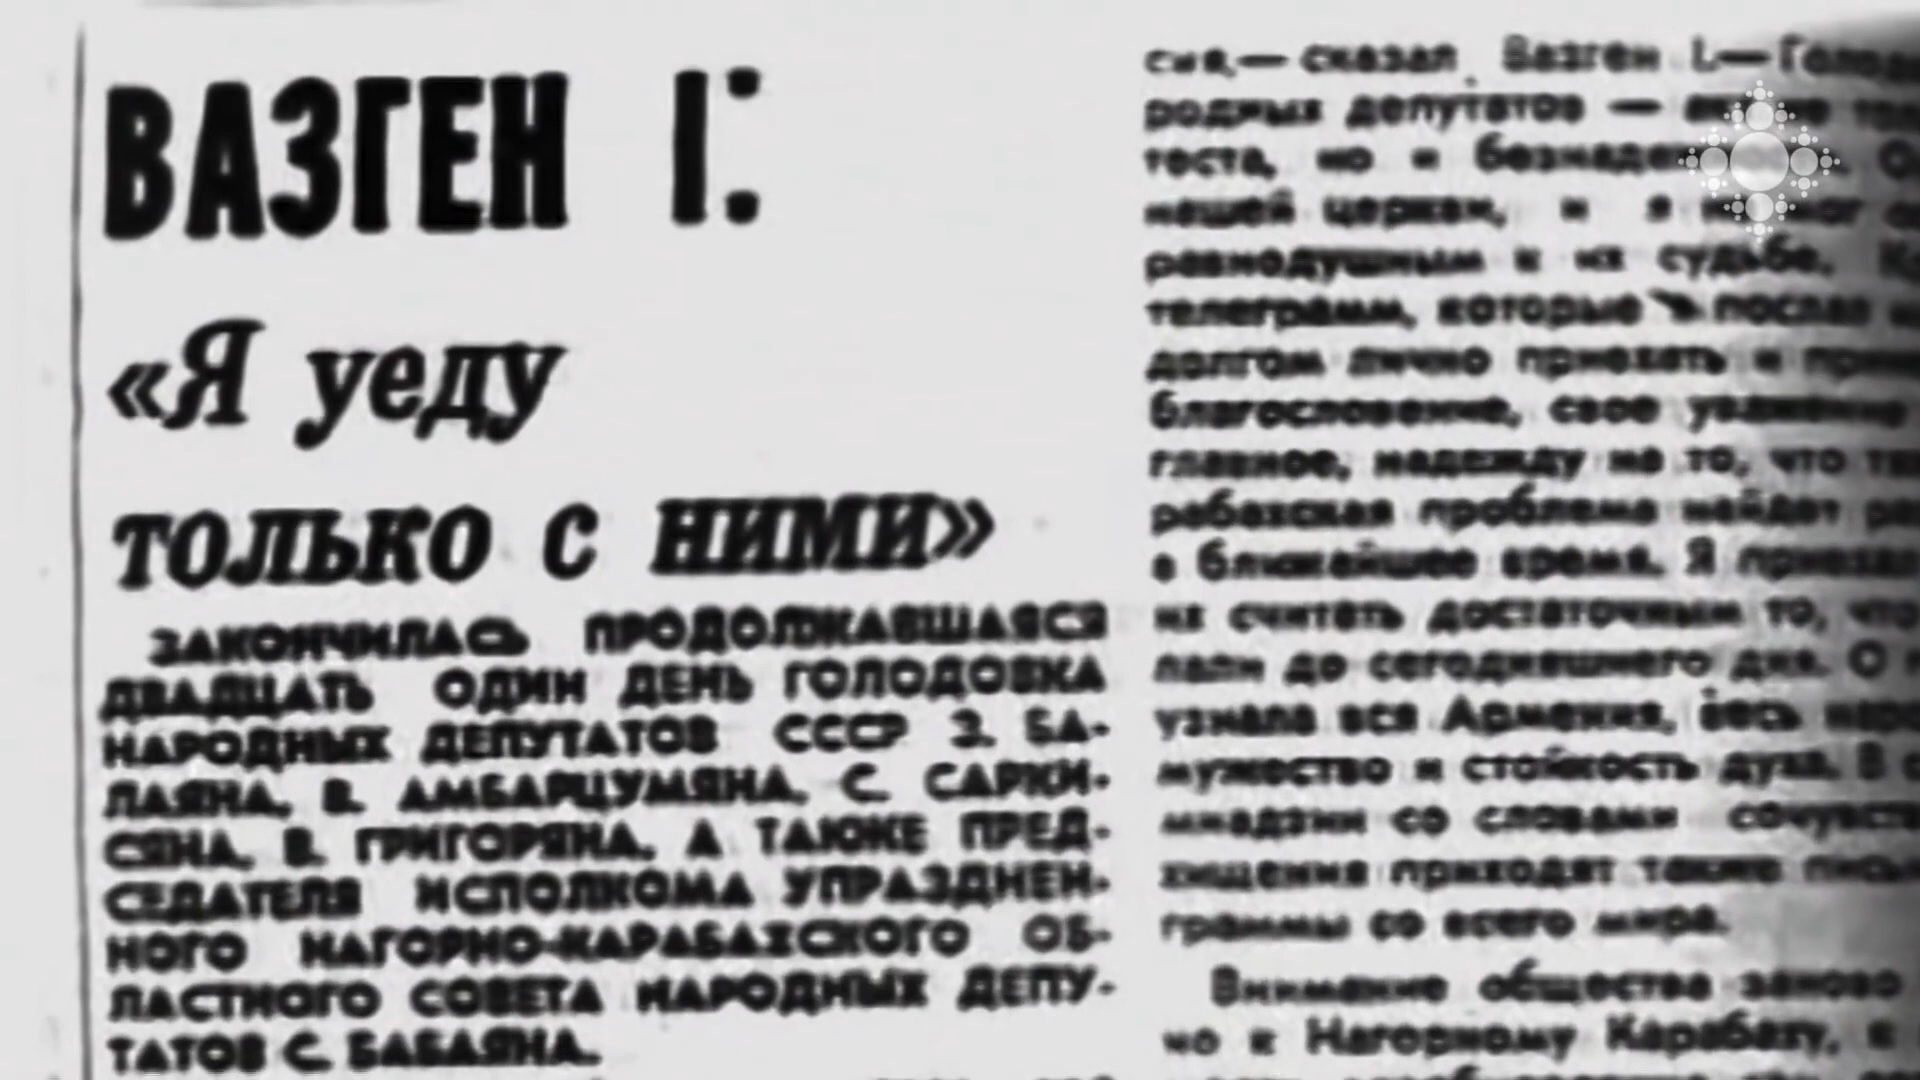 ВАЗГЕН I:
«Я уеду
только с ними»
ЗАКОНЧИЛАСЬ ПРОДОЛЖАВШАЯСЯ
ДВАДЦАТЬ ОДИН ДЕНЬ ГОЛОДОВКА
НАРОДНЫХ ДЕПУТАТОВ СССР З. БА-
ЛАЯНА, В. АМБАРЦУМЯНА, С. САРКИ-
СЯНА, В. ГРИГОРЯНА, А ТАКЖЕ ПРЕД-
СЕДАТЕЛЯ ИСПОЛКОМА УПРАЗДНЕН-
НОГО НАГОРНО-КАРАБАХСКОГО ОБ-
ЛАСТНОГО СОВЕТА НАРОДНЫХ ДЕПУ-
ТАТОВ С. БАБАЯНА.
сия,— сказал Вазген I.—
родных депутатов —
теста, но и
нашей церкви, и я
равнодушным к их судьбе.
телеграмм, которые я послал
долгом лично приехать и
благословение, свое уважение
главное, надежду на то, что
рабахская проблема найдет
в ближайшее время. Я
их считать достаточным то, что
лали до сегодняшнего дня. О
узнала вся Армения, весь
мужество и стойкость духа. В
миадзин со словами
хищения приходят также
граммы со всего мира.
Внимание общества заново
но к Нагорному Карабаху, к